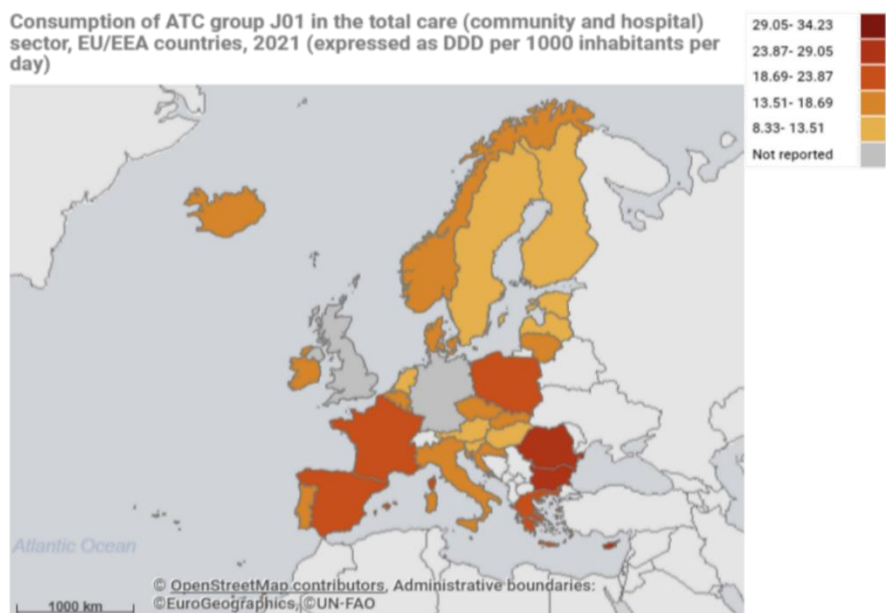 Consumption of ATC group J01 in the total care (community and hospital)
sector, EU/EEA countries, 2021 (expressed as DDD per 1000 inhabitants per
day)
29.05- 34.23
23.87- 29.05
18.69- 23.87
13.51- 18.69
8.33- 13.51
Not reported
Atlantic Ocean
© OpenStreetMap contributors, Administrative boundaries:
©EuroGeographics,©UN-FAO
1000 km